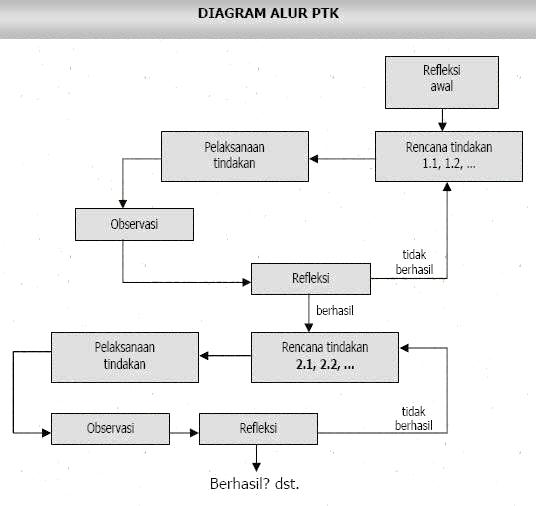 DIAGRAM ALUR PTK
Refleksi
awal
Pelaksanaan
tindakan
Rencana tindakan
1.1, 1.2, ...
Observasi
Refleksi
tidak
berhasil
berhasil
Pelaksanaan
tindakan
Rencana tindakan
2.1, 2.2, ...
Observasi
Refleksi
tidak
berhasil
Berhasil? dst.